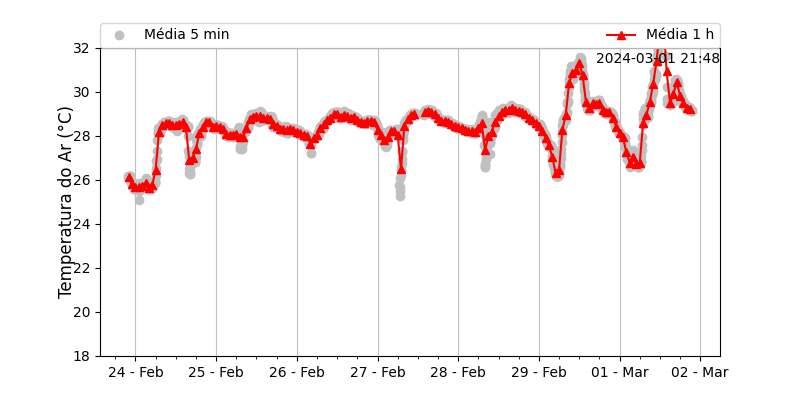 Média 5 min
Média 1 h
2024-03-01 21:48
Temperatura do Ar (°C)
32
30
28
26
24
22
20
18
24 - Feb
25 - Feb
26 - Feb
27 - Feb
28 - Feb
29 - Feb
01 - Mar
02 - Mar